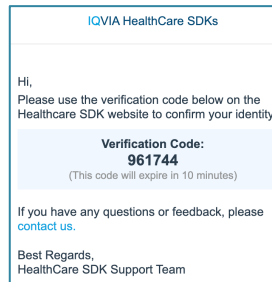 IQVIA HealthCare SDKs
Hi,
Please use the verification code below on the
Healthcare SDK website to confirm your identity
Verification Code:
961744
(This code will expire in 10 minutes)
If you have any questions or feedback, please
contact us.
Best Regards,
HealthCare SDK Support Team